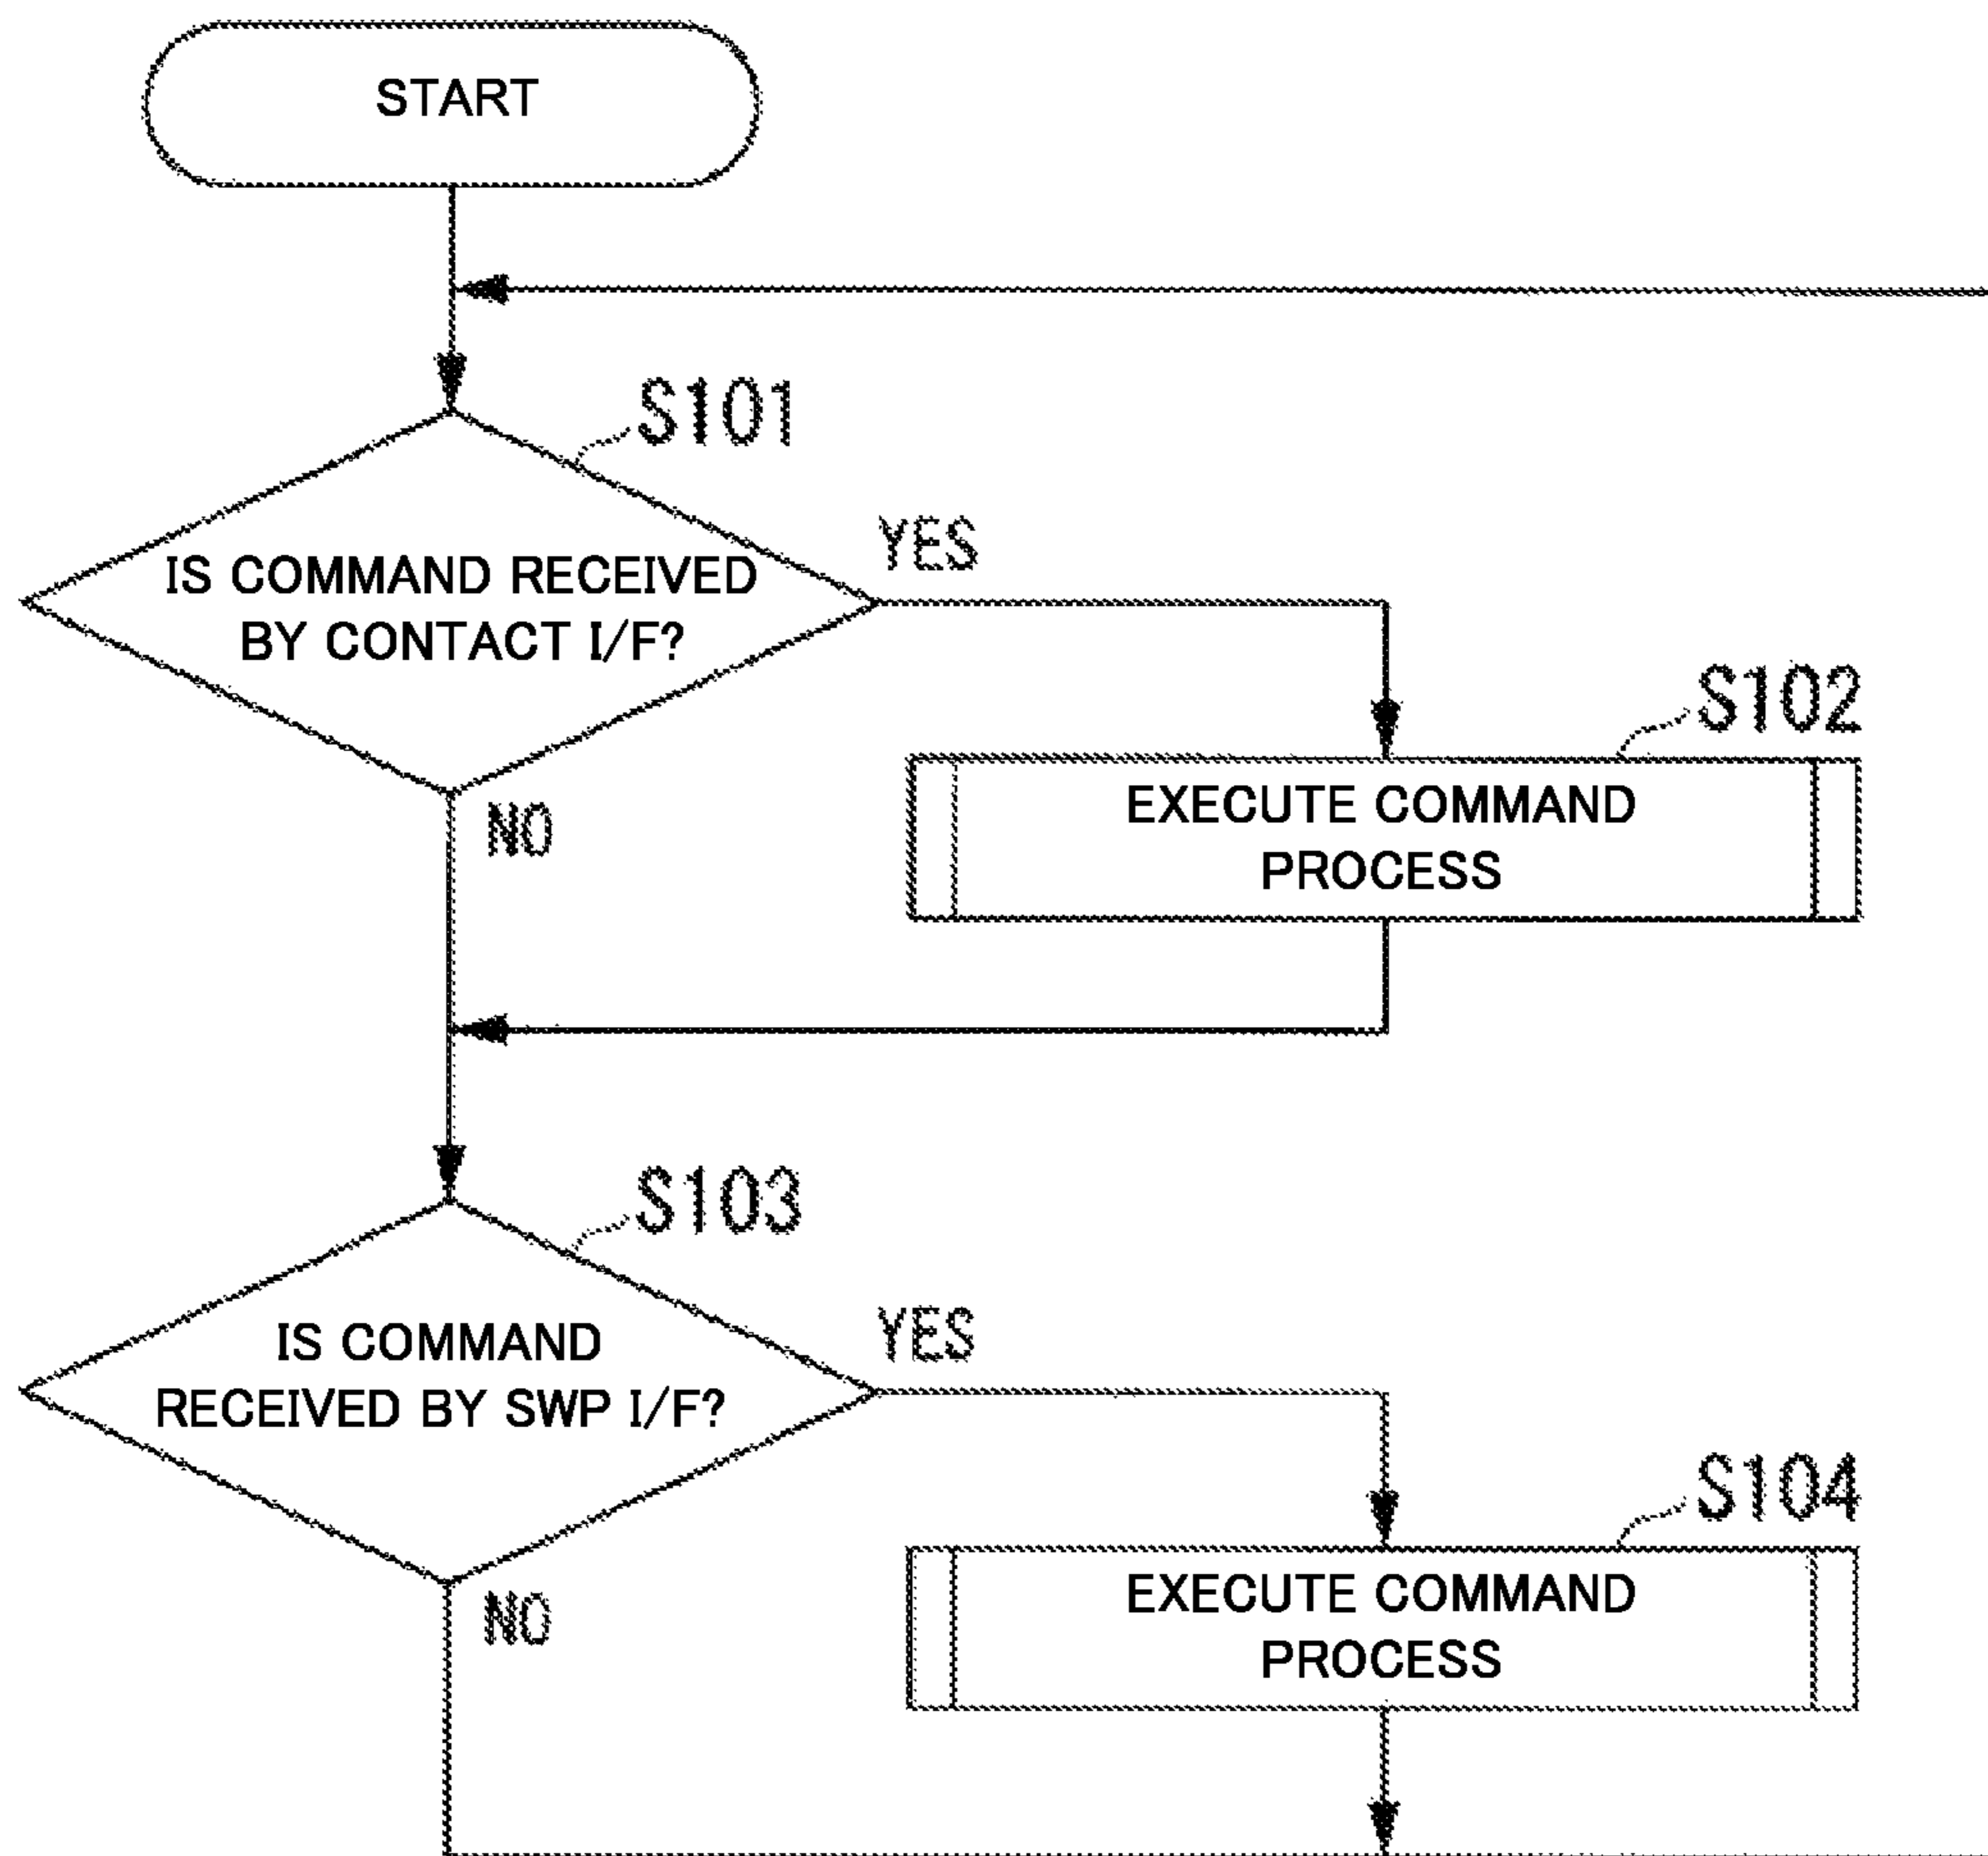 START
S101
IS COMMAND RECEIVED
BY CONTACT I/F?
YES
NO
S102
EXECUTE COMMAND
PROCESS
S103
IS COMMAND
RECEIVED BY SWP I/F?
YES
NO
S104
EXECUTE COMMAND
PROCESS